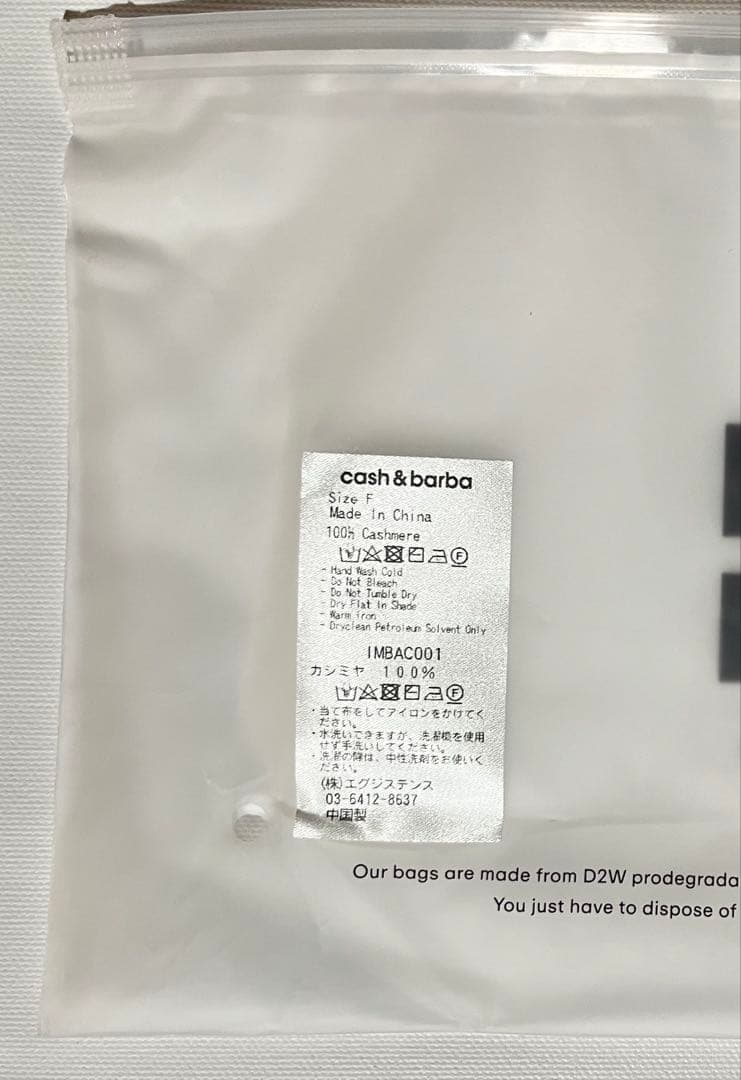 cash&barba
Size F
Made in China
100% Cashmere
- Hand Wash Cold
- Do Not Bleach
- Do Not Tumble Dry
- Dry Flat In Shade
- Warm iron
- Dryclean Petroleum Solvent Only
IMBAC001
カシミヤ 100%
・当て布をしてアイロンをかけてく
ださい。
・水洗いできますが、洗濯機を使用
せず手洗いしてください。
・洗濯の際は、中性洗剤をお使いく
ださい。
(株)エグジステンス
03-6412-8637
中国製
Our bags are made from D2W prodegrada
You just have to dispose of